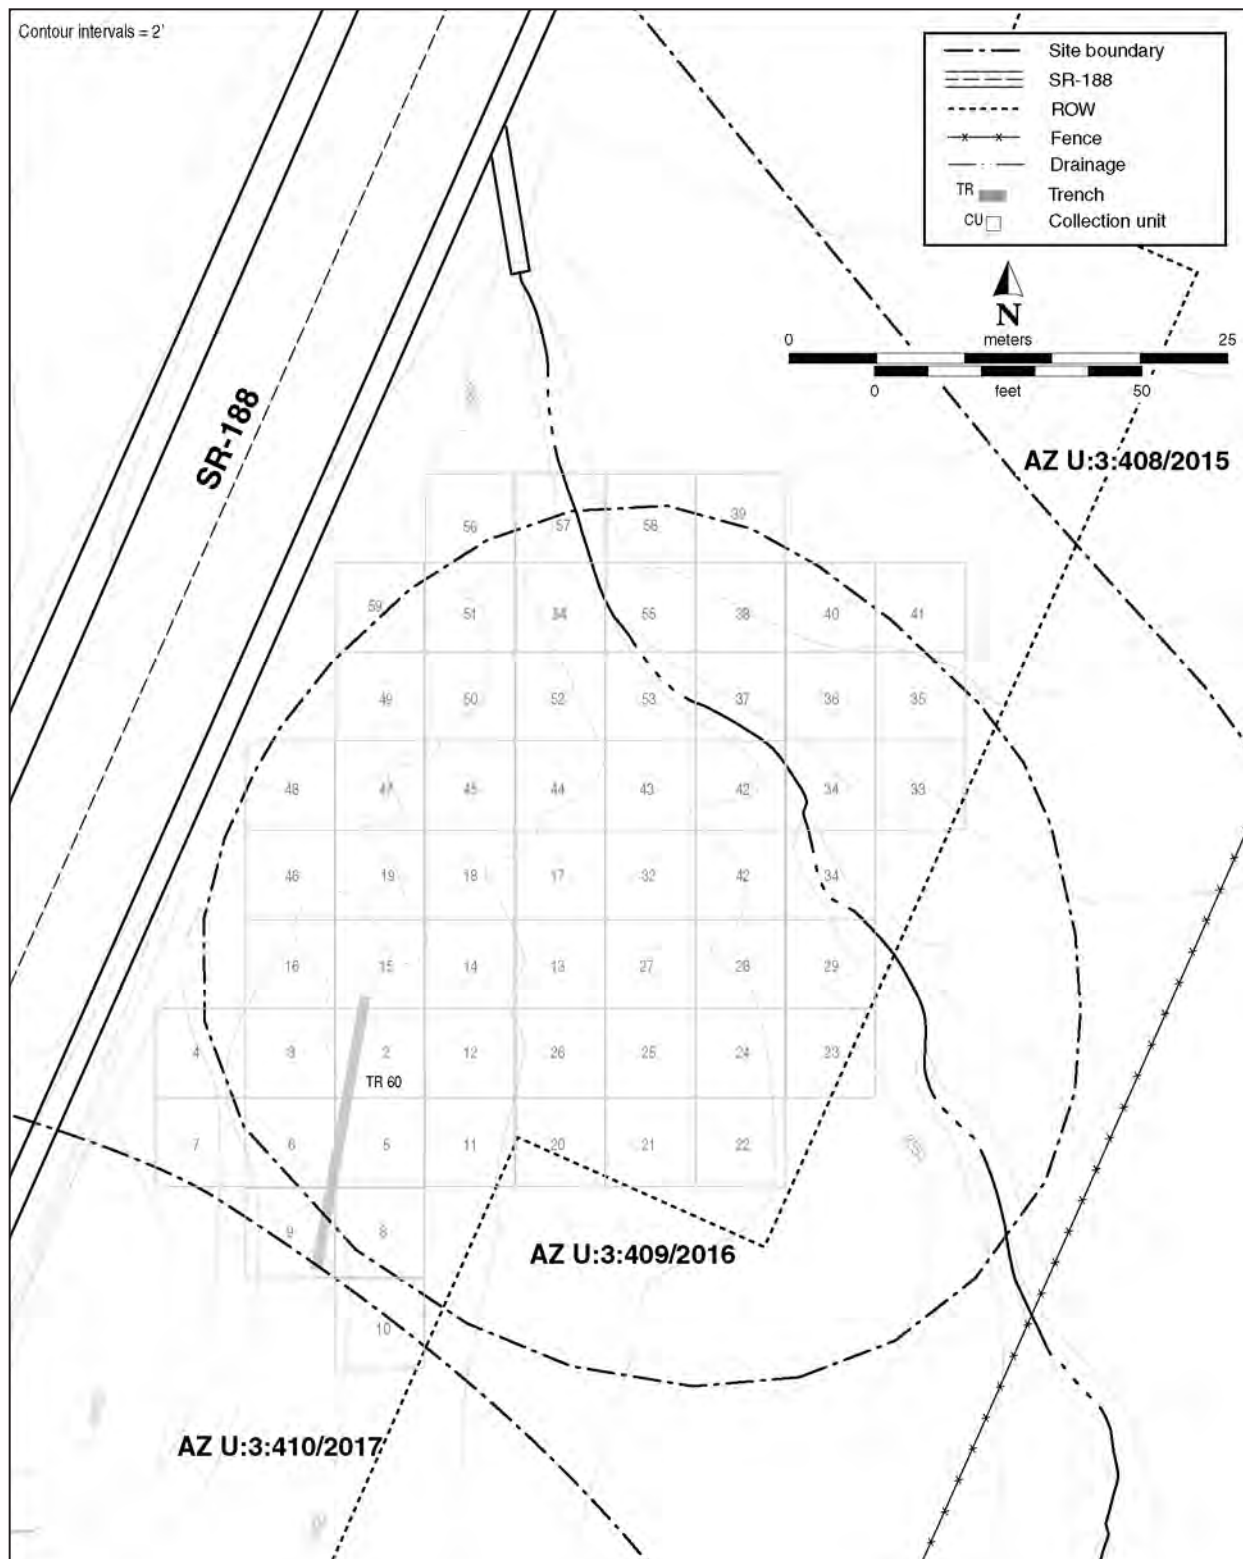 Contour intervals = 2'
Site boundary
SR-188
ROW
Fence
Drainage
TR Trench
CU Collection unit
N
0 meters 25
0 feet 50
SR-188
AZ U:3:408/2015
56 57 58 39
59 51 54 55 38 40 41
49 50 52 53 37 36 35
48 47 45 44 43 42 34 33
46 19 18 17 32 42 34
16 15 14 13 27 28 29
4 3 2 12 26 25 24 23
TR 60
7 6 5 11 20 21 22
9 8
AZ U:3:409/2016
10
AZ U:3:410/2017